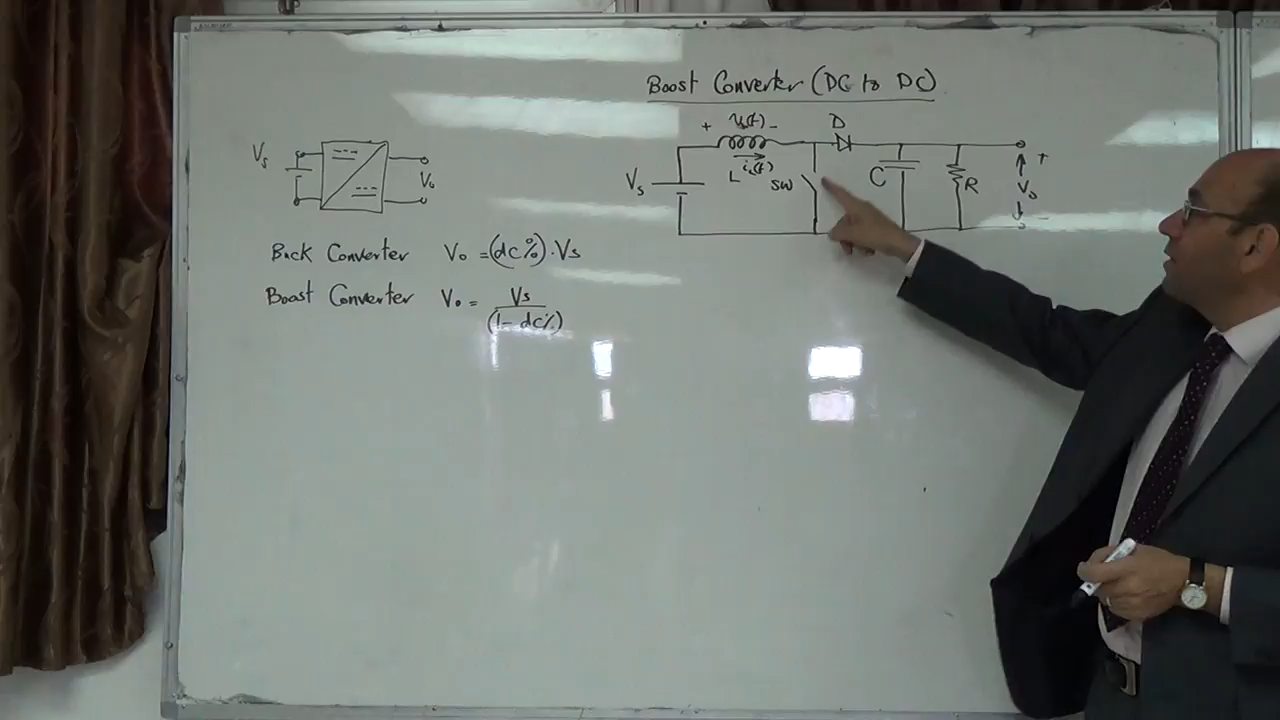 Boost Converter (DC to DC)
Vs
Vo
+ VL(t) -
iL(t)
L
SW
D
Vs
C
R
+
Vo
-
Buck Converter Vo = (dc%).Vs
Boost Converter Vo = Vs
(1- dc%)